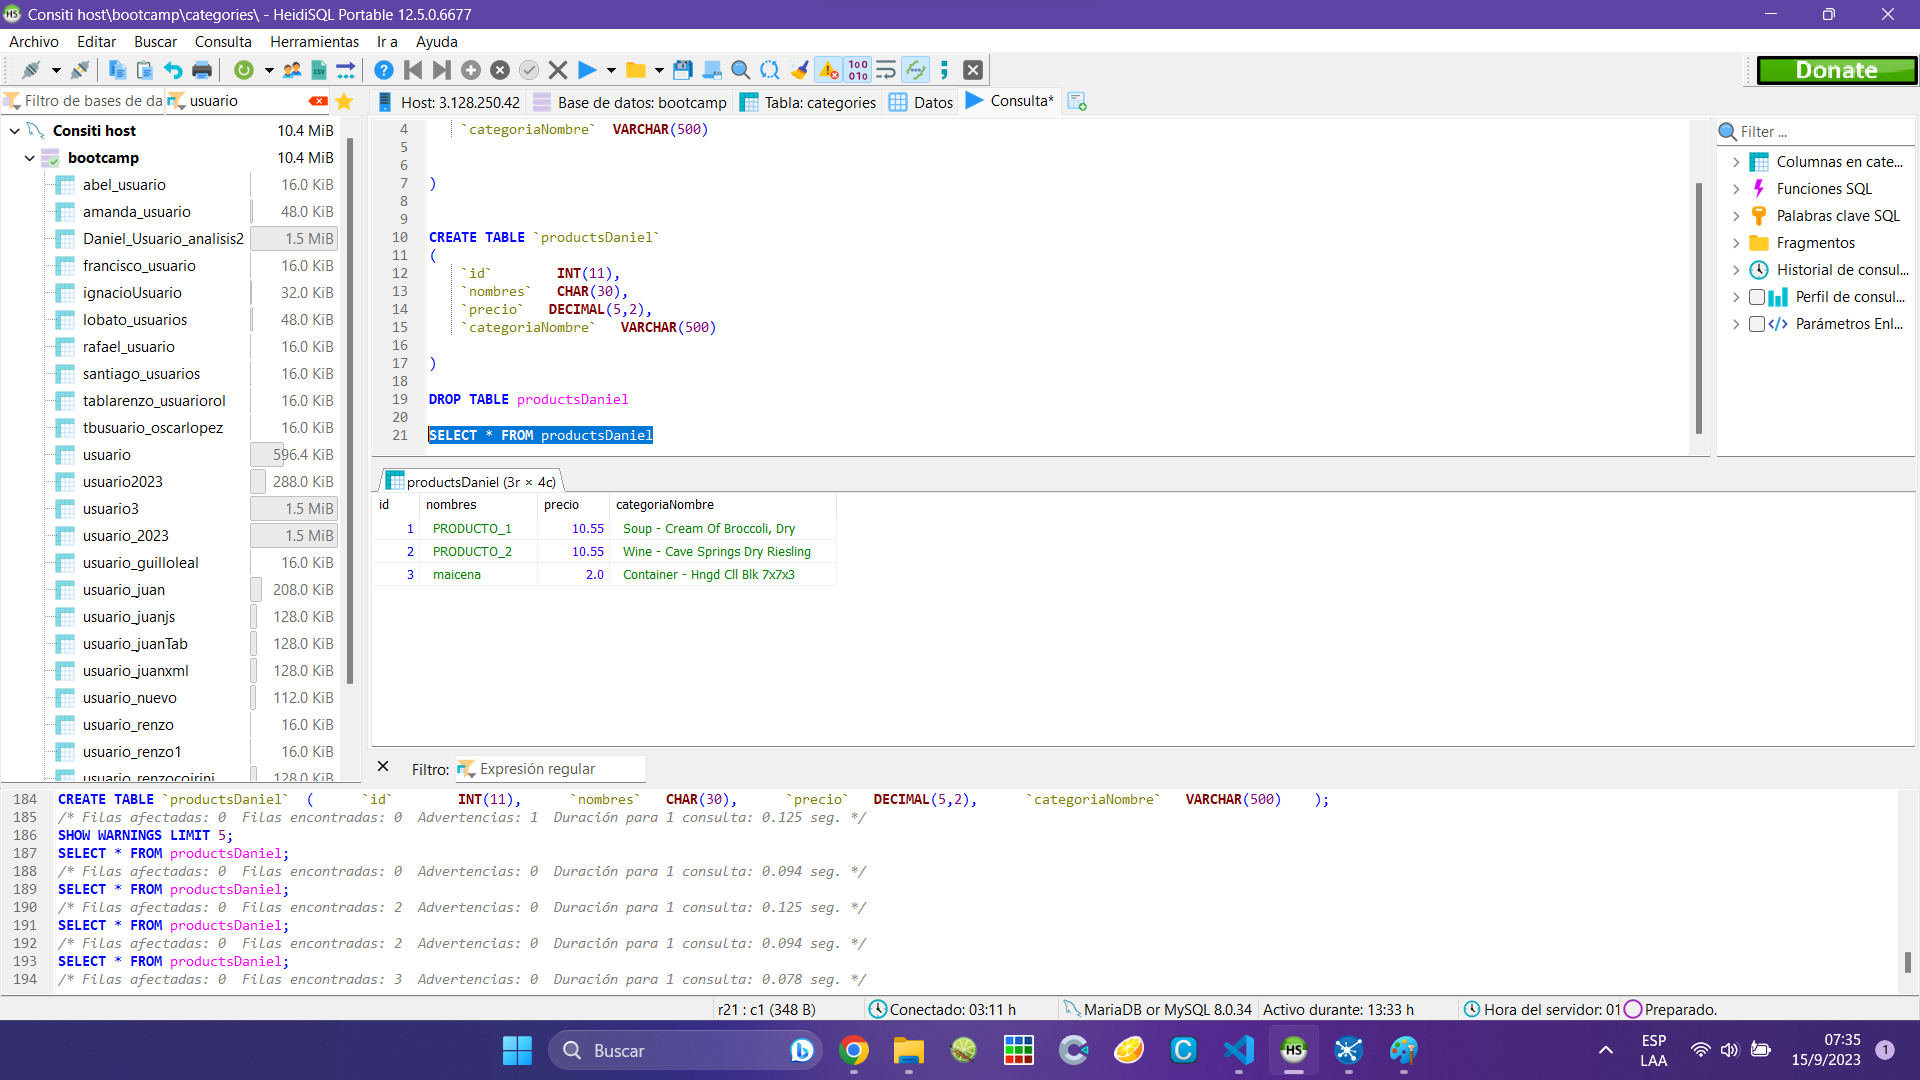 Consiti host\bootcamp\categories\ - HeidiSQL Portable 12.5.0.6677
Archivo Editar Buscar Consulta Herramientas Ir a Ayuda
Donate
Filtro de bases de da usuario
Host: 3.128.250.42 Base de datos: bootcamp Tabla: categories Datos Consulta*
Consiti host 10.4 MiB
bootcamp 10.4 MiB
abel_usuario 16.0 KiB
amanda_usuario 48.0 KiB
Daniel_Usuario_analisis2 1.5 MiB
francisco_usuario 16.0 KiB
ignacioUsuario 32.0 KiB
lobato_usuarios 48.0 KiB
rafael_usuario 16.0 KiB
santiago_usuarios 16.0 KiB
tablarenzo_usuariorol 16.0 KiB
tbusuario_oscarlopez 16.0 KiB
usuario 596.4 KiB
usuario2023 288.0 KiB
usuario3 1.5 MiB
usuario_2023 1.5 MiB
usuario_guilloleal 16.0 KiB
usuario_juan 208.0 KiB
usuario_juanjs 128.0 KiB
usuario_juanTab 128.0 KiB
usuario_juanxml 128.0 KiB
usuario_nuevo 112.0 KiB
usuario_renzo 16.0 KiB
usuario_renzo1 16.0 KiB
usuario_renzocoirini 128.0 KiB
4 `categoriaNombre` VARCHAR(500)
5
6
7 )
8
9
10 CREATE TABLE `productsDaniel`
11 (
12 `id` INT(11),
13 `nombres` CHAR(30),
14 `precio` DECIMAL(5,2),
15 `categoriaNombre` VARCHAR(500)
16
17 )
18
19 DROP TABLE productsDaniel
20
21 SELECT * FROM productsDaniel
Filter ...
Columnas en cate...
Funciones SQL
Palabras clave SQL
Fragmentos
Historial de consul...
Perfil de consul...
Parámetros Enl...
productsDaniel (3r × 4c)
id nombres precio categoriaNombre
1 PRODUCTO_1 10.55 Soup - Cream Of Broccoli, Dry
2 PRODUCTO_2 10.55 Wine - Cave Springs Dry Riesling
3 maicena 2.0 Container - Hngd Cll Blk 7x7x3
Filtro: Expresión regular
184 CREATE TABLE `productsDaniel` ( `id` INT(11), `nombres` CHAR(30), `precio` DECIMAL(5,2), `categoriaNombre` VARCHAR(500) );
185 /* Filas afectadas: 0 Filas encontradas: 0 Advertencias: 1 Duración para 1 consulta: 0.125 seg. */
186 SHOW WARNINGS LIMIT 5;
187 SELECT * FROM productsDaniel;
188 /* Filas afectadas: 0 Filas encontradas: 0 Advertencias: 0 Duración para 1 consulta: 0.094 seg. */
189 SELECT * FROM productsDaniel;
190 /* Filas afectadas: 0 Filas encontradas: 2 Advertencias: 0 Duración para 1 consulta: 0.125 seg. */
191 SELECT * FROM productsDaniel;
192 /* Filas afectadas: 0 Filas encontradas: 2 Advertencias: 0 Duración para 1 consulta: 0.094 seg. */
193 SELECT * FROM productsDaniel;
194 /* Filas afectadas: 0 Filas encontradas: 3 Advertencias: 0 Duración para 1 consulta: 0.078 seg. */
r21 : c1 (348 B) Conectado: 03:11 h MariaDB or MySQL 8.0.34 Activo durante: 13:33 h Hora del servidor: 01 Preparado.
Buscar
HS
ESP
LAA
07:35
15/9/2023
1